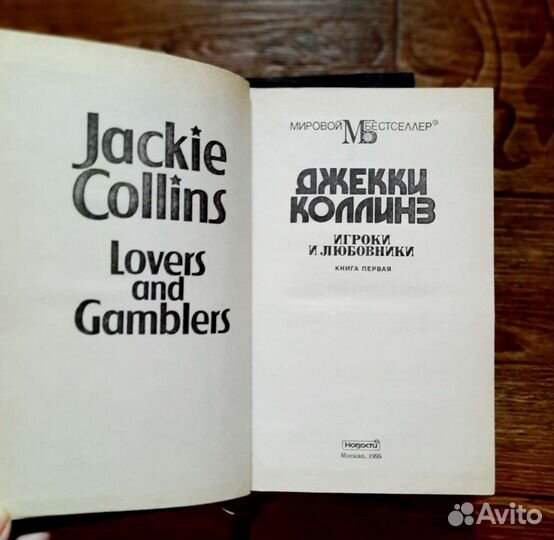 Jackie
Collins
Lovers
and
Gamblers
МИРОВОЙ МБ БЕСТСЕЛЛЕР®
ДЖЕККИ
КОЛЛИНЗ
ИГРОКИ
И ЛЮБОВНИКИ
КНИГА ПЕРВАЯ
Новости
Москва, 1995
Avito